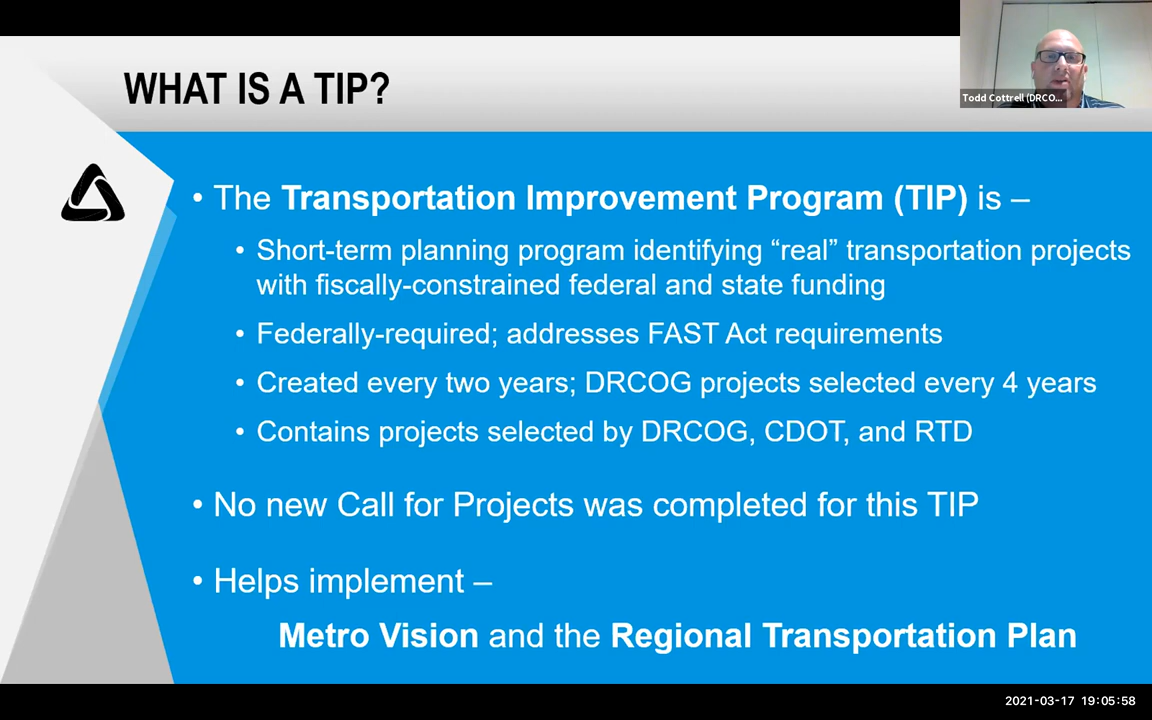 WHAT IS A TIP?
Todd Cottrell (DRCO...
• The Transportation Improvement Program (TIP) is –
• Short-term planning program identifying “real” transportation projects
with fiscally-constrained federal and state funding
• Federally-required; addresses FAST Act requirements
• Created every two years; DRCOG projects selected every 4 years
• Contains projects selected by DRCOG, CDOT, and RTD
• No new Call for Projects was completed for this TIP
• Helps implement –
Metro Vision and the Regional Transportation Plan
2021-03-17 19:05:58